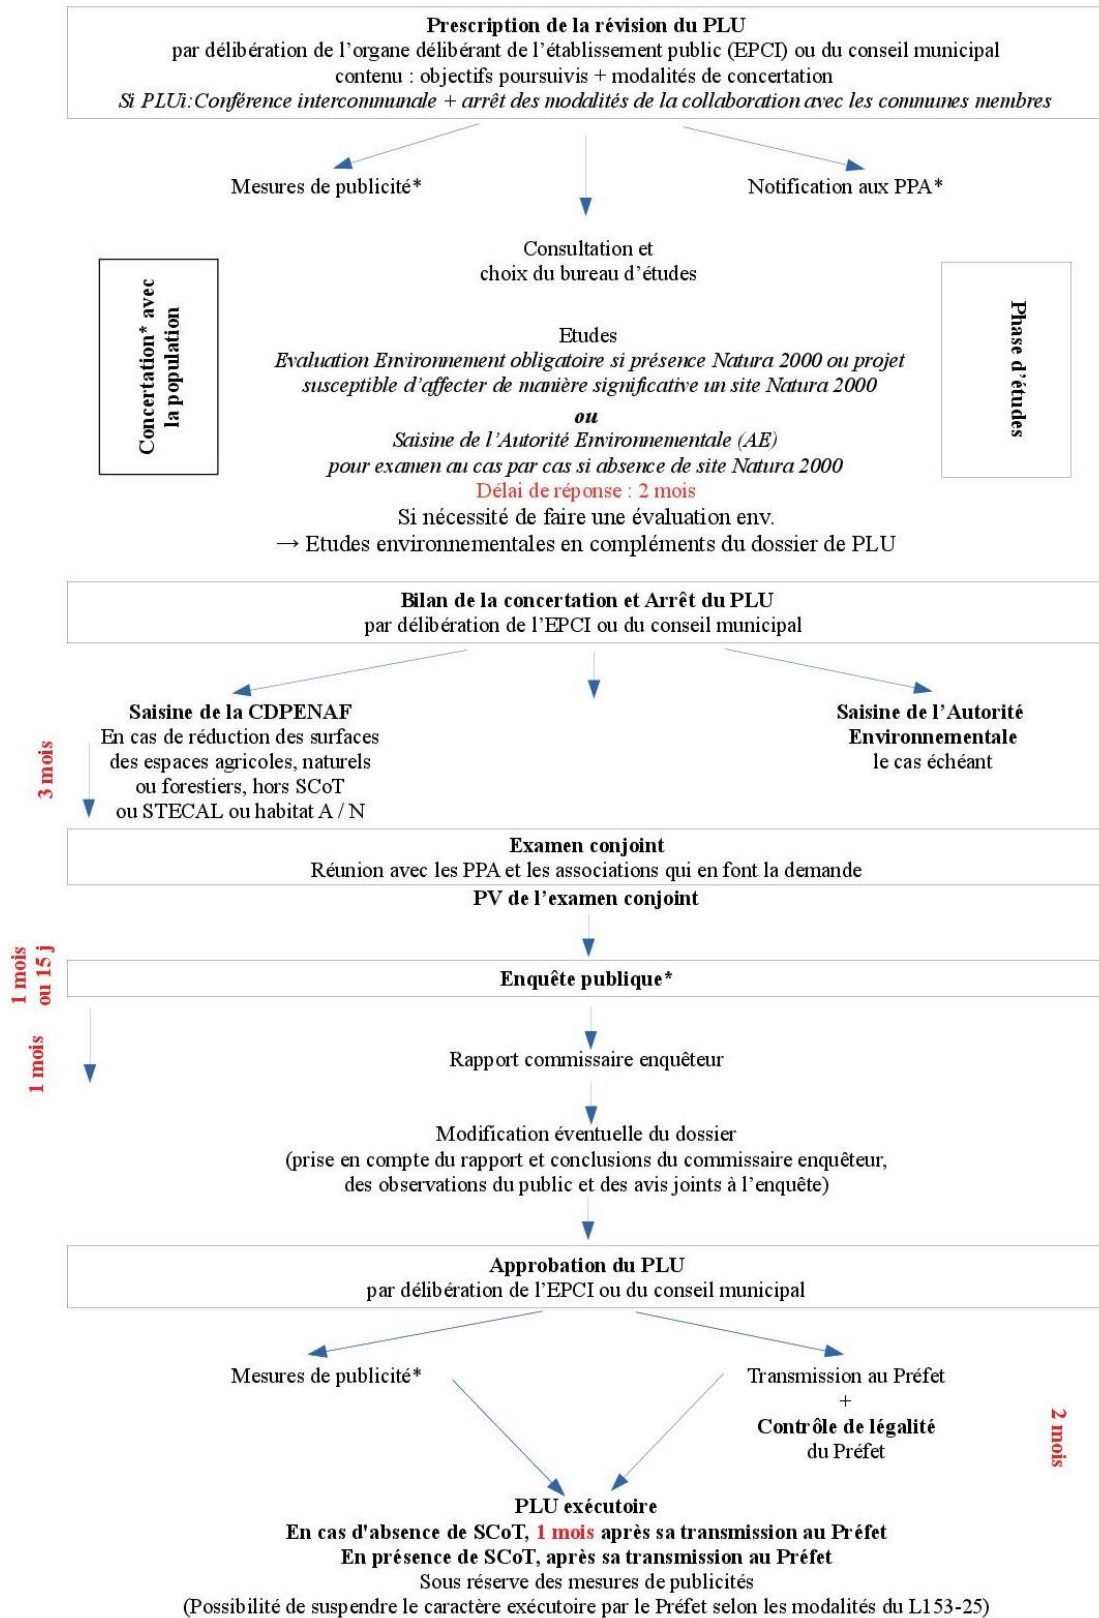 Prescription de la révision du PLU
par délibération de l'organe délibérant de l'établissement public (EPCI) ou du conseil municipal
contenu : objectifs poursuivis + modalités de concertation
Si PLUi:Conférence intercommunale + arrêt des modalités de la collaboration avec les communes membres
Mesures de publicité*
Notification aux PPA*
Consultation et
choix du bureau d'études
Concertation* avec
la population
Phase d'études
Etudes
Evaluation Environnement obligatoire si présence Natura 2000 ou projet
susceptible d'affecter de manière significative un site Natura 2000
ou
Saisine de l'Autorité Environnementale (AE)
pour examen au cas par cas si absence de site Natura 2000
Délai de réponse : 2 mois
Si nécessité de faire une évaluation env.
→ Etudes environnementales en compléments du dossier de PLU
Bilan de la concertation et Arrêt du PLU
par délibération de l'EPCI ou du conseil municipal
3 mois
Saisine de la CDPENAF
En cas de réduction des surfaces
des espaces agricoles, naturels
ou forestiers, hors SCoT
ou STECAL ou habitat A / N
Saisine de l'Autorité
Environnementale
le cas échéant
Examen conjoint
Réunion avec les PPA et les associations qui en font la demande
PV de l'examen conjoint
1 mois
ou 15 j
Enquête publique*
1 mois
Rapport commissaire enquêteur
Modification éventuelle du dossier
(prise en compte du rapport et conclusions du commissaire enquêteur,
des observations du public et des avis joints à l'enquête)
Approbation du PLU
par délibération de l'EPCI ou du conseil municipal
Mesures de publicité*
Transmission au Préfet
+
Contrôle de légalité
du Préfet
2 mois
PLU exécutoire
En cas d'absence de SCoT, 1 mois après sa transmission au Préfet
En présence de SCoT, après sa transmission au Préfet
Sous réserve des mesures de publicités
(Possibilité de suspendre le caractère exécutoire par le Préfet selon les modalités du L153-25)